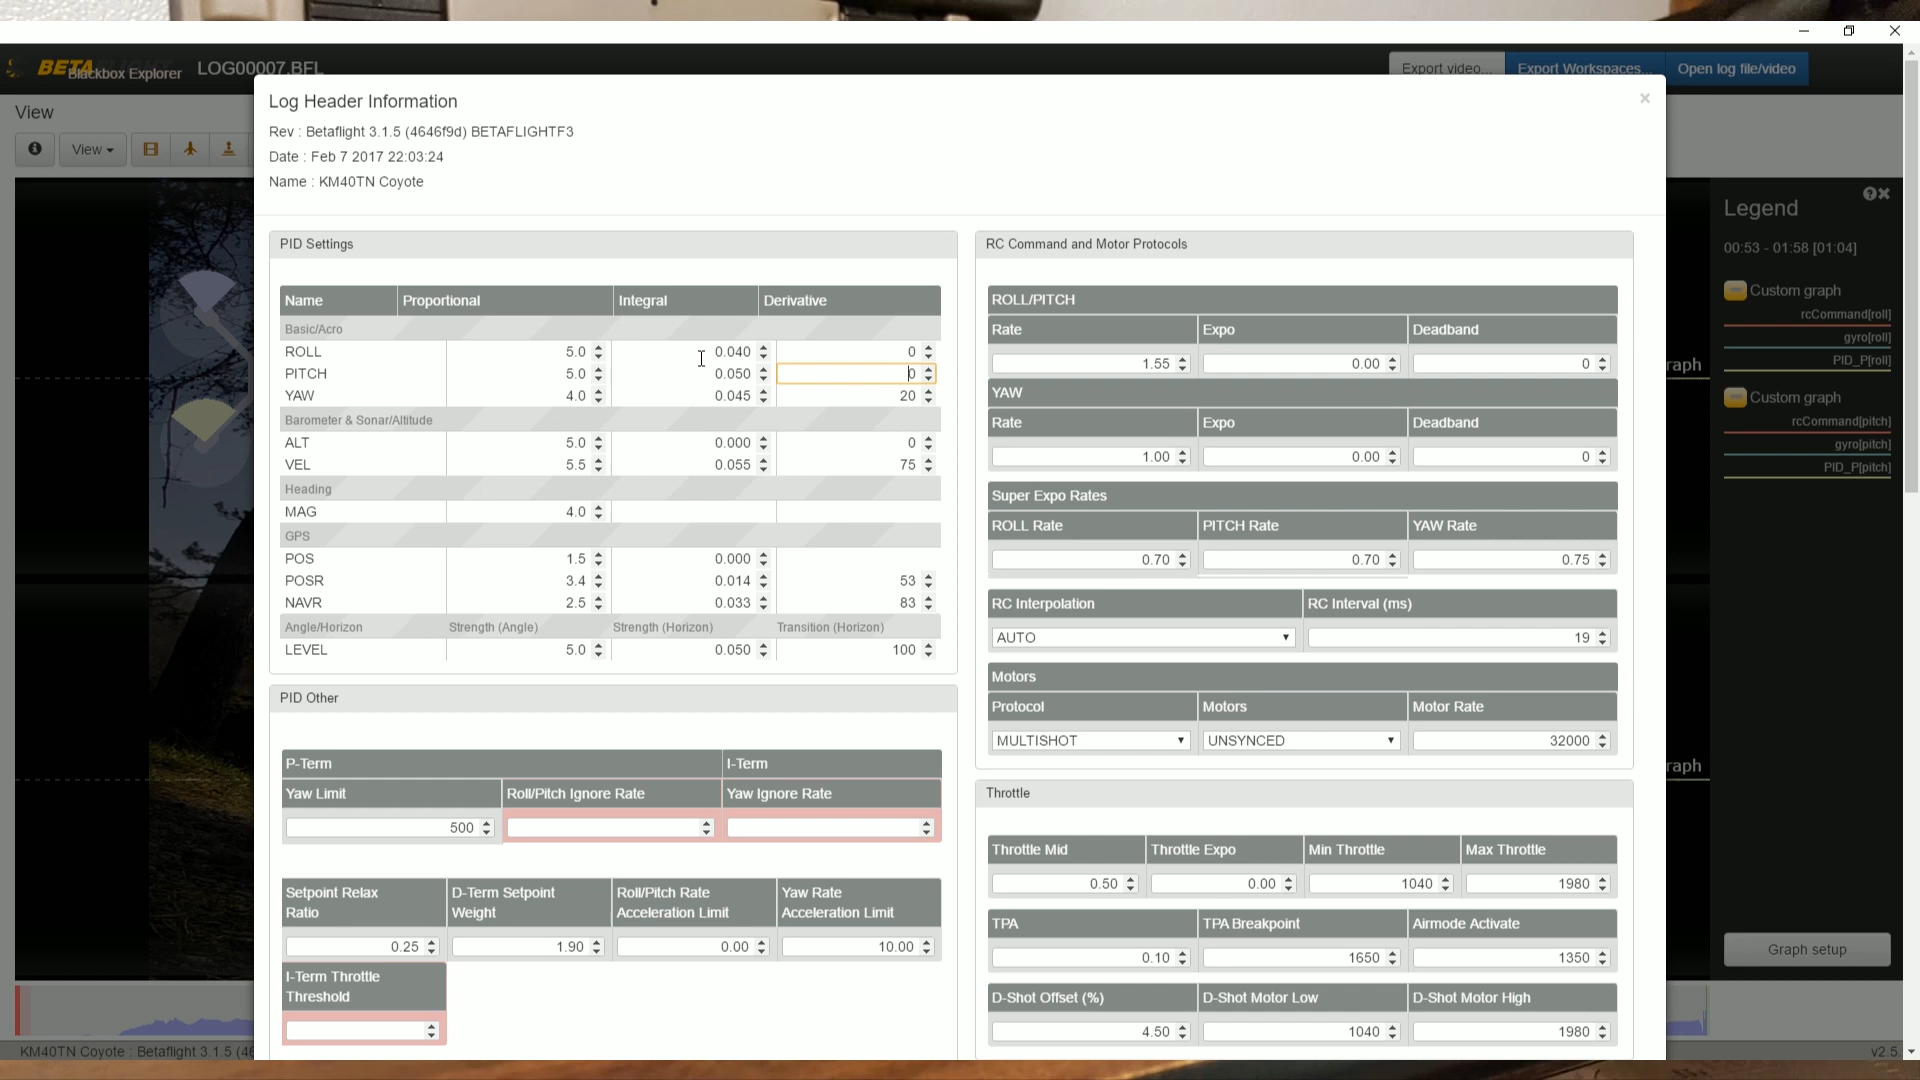 BETAFLIGHT
Blackbox Explorer
LOG00007.BFL
Export video...
Export Workspaces...
Open log file/video
View
View
Log Header Information
Rev : Betaflight 3.1.5 (4646f9d) BETAFLIGHTF3
Date : Feb 7 2017 22:03:24
Name : KM40TN Coyote
PID Settings
Name Proportional Integral Derivative
Basic/Acro
ROLL 5.0 0.040 0
PITCH 5.0 0.050 0
YAW 4.0 0.045 20
Barometer & Sonar/Altitude
ALT 5.0 0.000 0
VEL 5.5 0.055 75
Heading
MAG 4.0
GPS
POS 1.5 0.000
POSR 3.4 0.014 53
NAVR 2.5 0.033 83
Angle/Horizon Strength (Angle) Strength (Horizon) Transition (Horizon)
LEVEL 5.0 0.050 100
PID Other
P-Term I-Term
Yaw Limit Roll/Pitch Ignore Rate Yaw Ignore Rate
500
Setpoint Relax Ratio D-Term Setpoint Weight Roll/Pitch Rate Acceleration Limit Yaw Rate Acceleration Limit
0.25 1.90 0.00 10.00
I-Term Throttle
Threshold
RC Command and Motor Protocols
ROLL/PITCH
Rate Expo Deadband
1.55 0.00 0
YAW
Rate Expo Deadband
1.00 0.00 0
Super Expo Rates
ROLL Rate PITCH Rate YAW Rate
0.70 0.70 0.75
RC Interpolation RC Interval (ms)
AUTO 19
Motors
Protocol Motors Motor Rate
MULTISHOT UNSYNCED 32000
Throttle
Throttle Mid Throttle Expo Min Throttle Max Throttle
0.50 0.00 1040 1980
TPA TPA Breakpoint Airmode Activate
0.10 1650 1350
D-Shot Offset (%) D-Shot Motor Low D-Shot Motor High
4.50 1040 1980
Legend
00:53 - 01:58 [01:04]
Custom graph
rcCommand[roll]
gyro[roll]
PID_P[roll]
Custom graph
rcCommand[pitch]
gyro[pitch]
PID_P[pitch]
raph
raph
Graph setup
KM40TN Coyote : Betaflight 3.1.5 (46
v2.5.